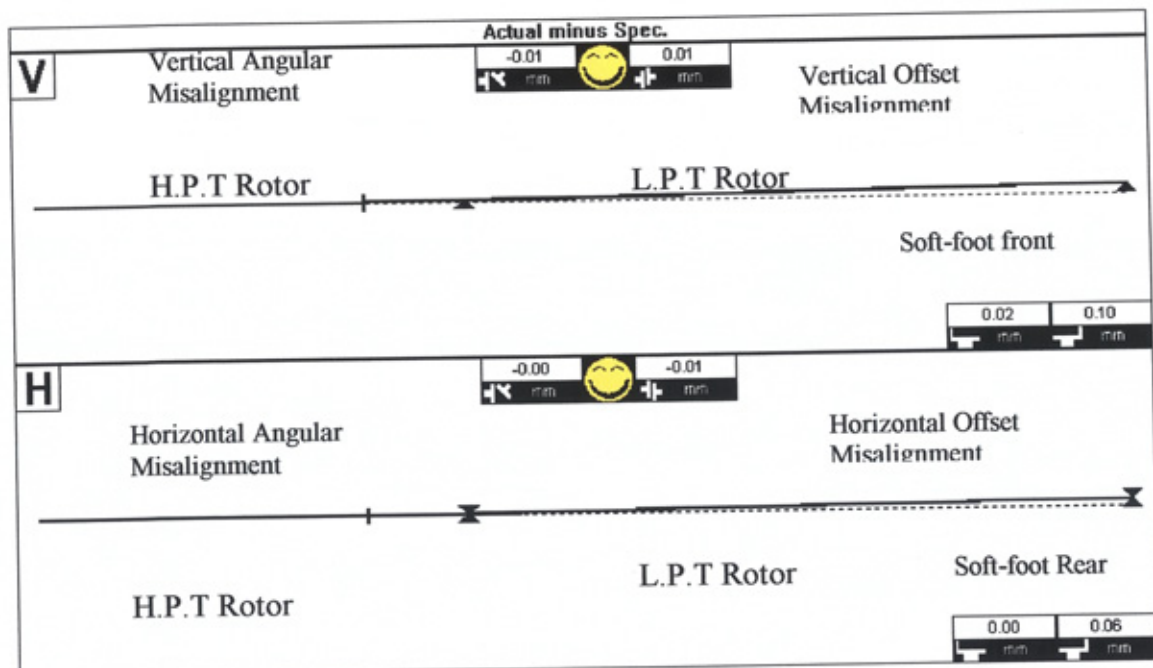 Actual minus Spec.
V
Vertical Angular
Misalignment
-0.01
mm
0.01
mm
Vertical Offset
Misalignment
H.P.T Rotor
L.P.T Rotor
Soft-foot front
0.02
mm
0.10
mm
H
-0.00
mm
-0.01
mm
Horizontal Angular
Misalignment
Horizontal Offset
Misalignment
L.P.T Rotor
Soft-foot Rear
H.P.T Rotor
0.00
mm
0.06
mm